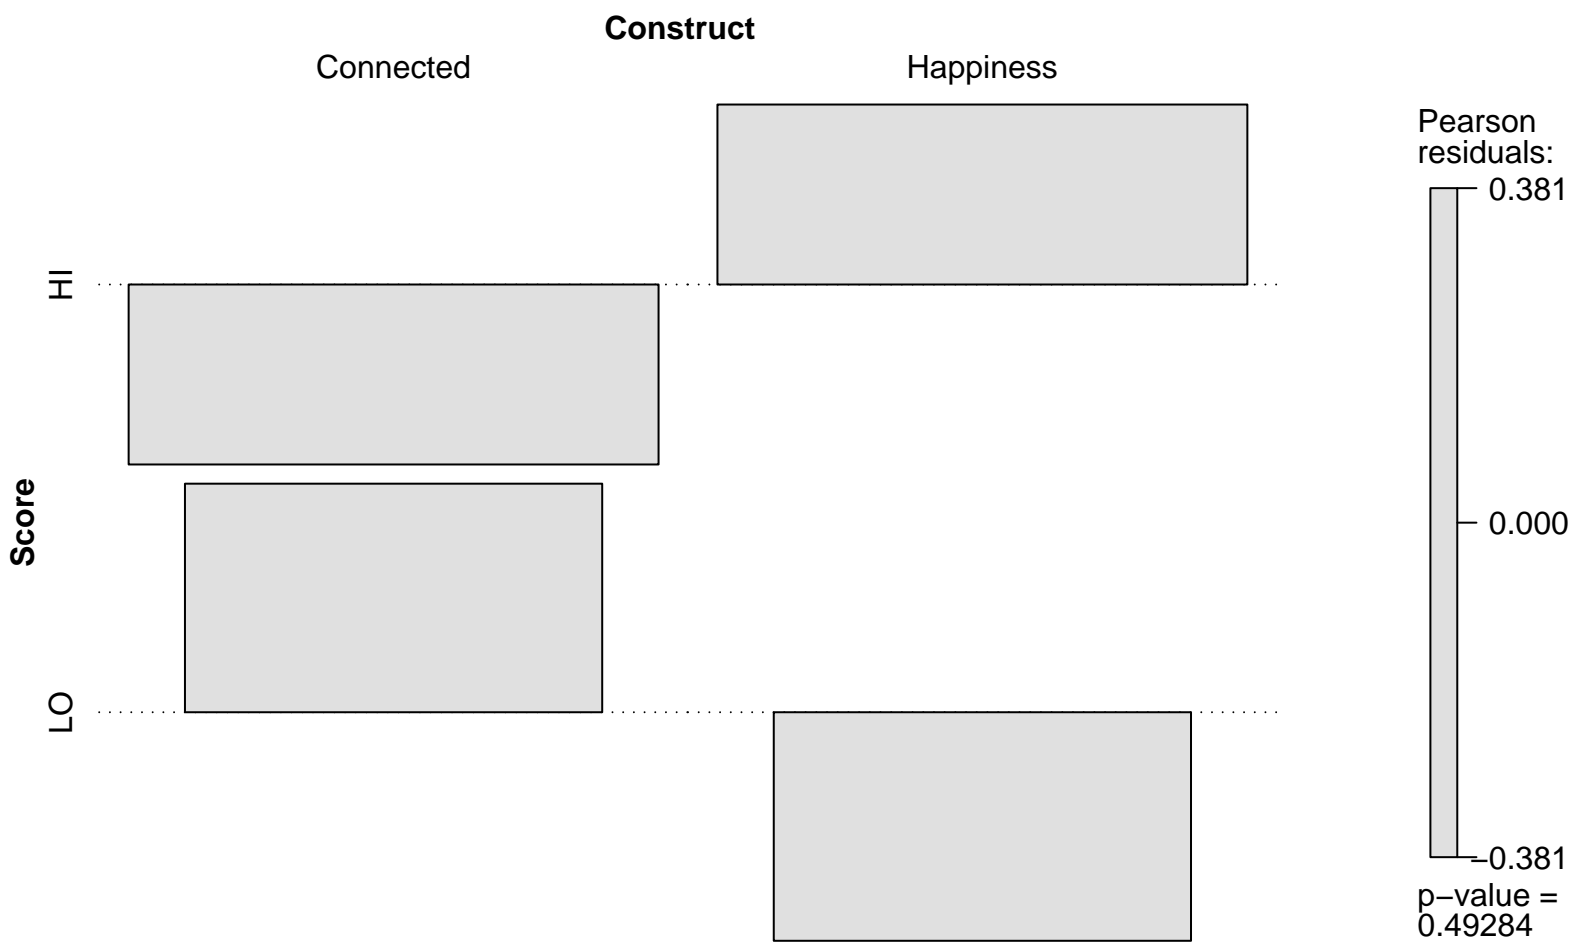 Construct
Connected
Happiness
Score
HI
LO
Pearson
residuals:
0.381
0.000
−0.381
p−value =
0.49284